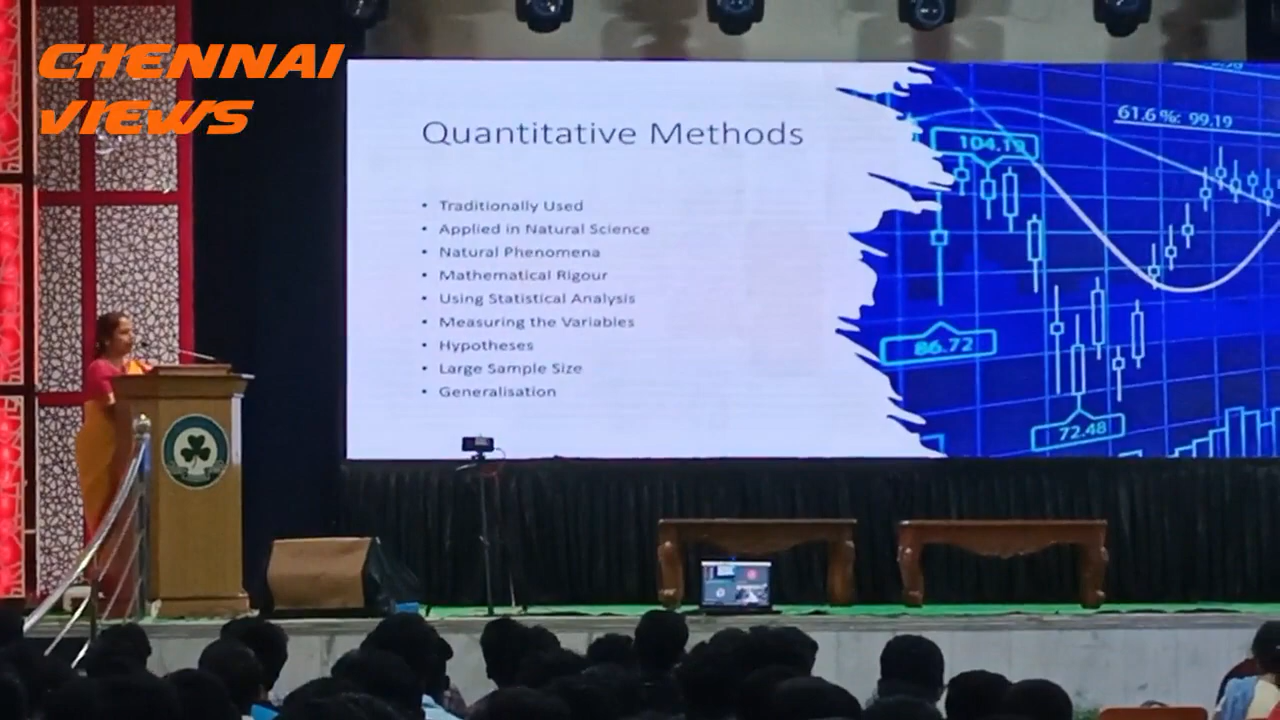 CHENNAI
VIEWS
Quantitative Methods
• Traditionally Used
• Applied in Natural Science
• Natural Phenomena
• Mathematical Rigour
• Using Statistical Analysis
• Measuring the Variables
• Hypotheses
• Large Sample Size
• Generalisation
61.6 %: 99.19
104.19
86.72
72.48